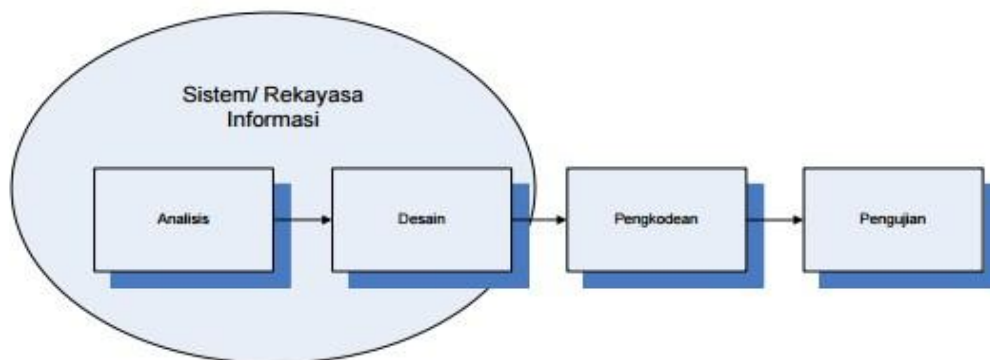 Sistem/ Rekayasa
Informasi
Analisis
Desain
Pengkodean
Pengujian